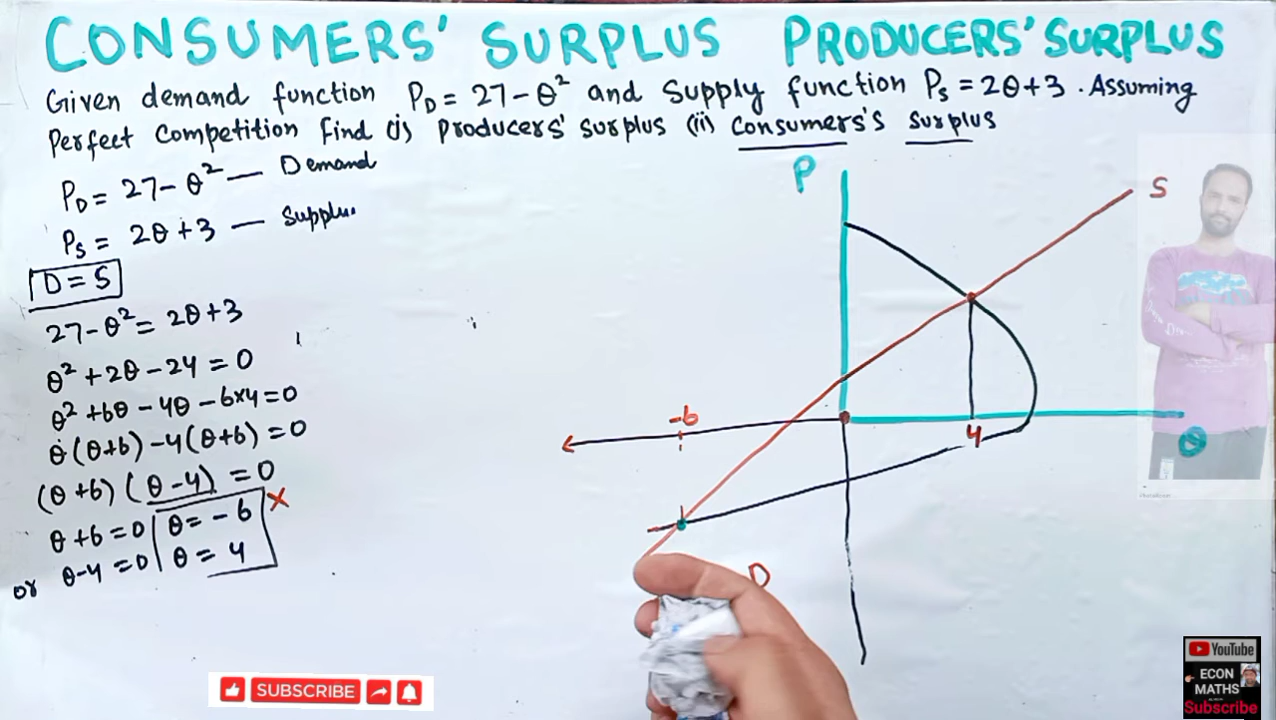 CONSUMERS' SURPLUS PRODUCERS' SURPLUS
Given demand function P_D = 27 - θ² and Supply function P_S = 2θ+3. Assuming
Perfect Competition Find (i) Producers' surplus (ii) Consumers's surplus
P_D = 27 - θ² — Demand
P_S = 2θ+3 —
D = S
27 - θ² = 2θ+3
θ² + 2θ - 24 = 0
θ² + 6θ - 4θ - 6×4 = 0
θ(θ+6) - 4(θ+6) = 0
(θ+6) (θ-4) = 0
θ+6 = 0 | θ = -6 ×
or θ-4 = 0 | θ = 4
P
S
-6
4
θ
D
SUBSCRIBE
YouTube
ECON
MATHS
Subscribe